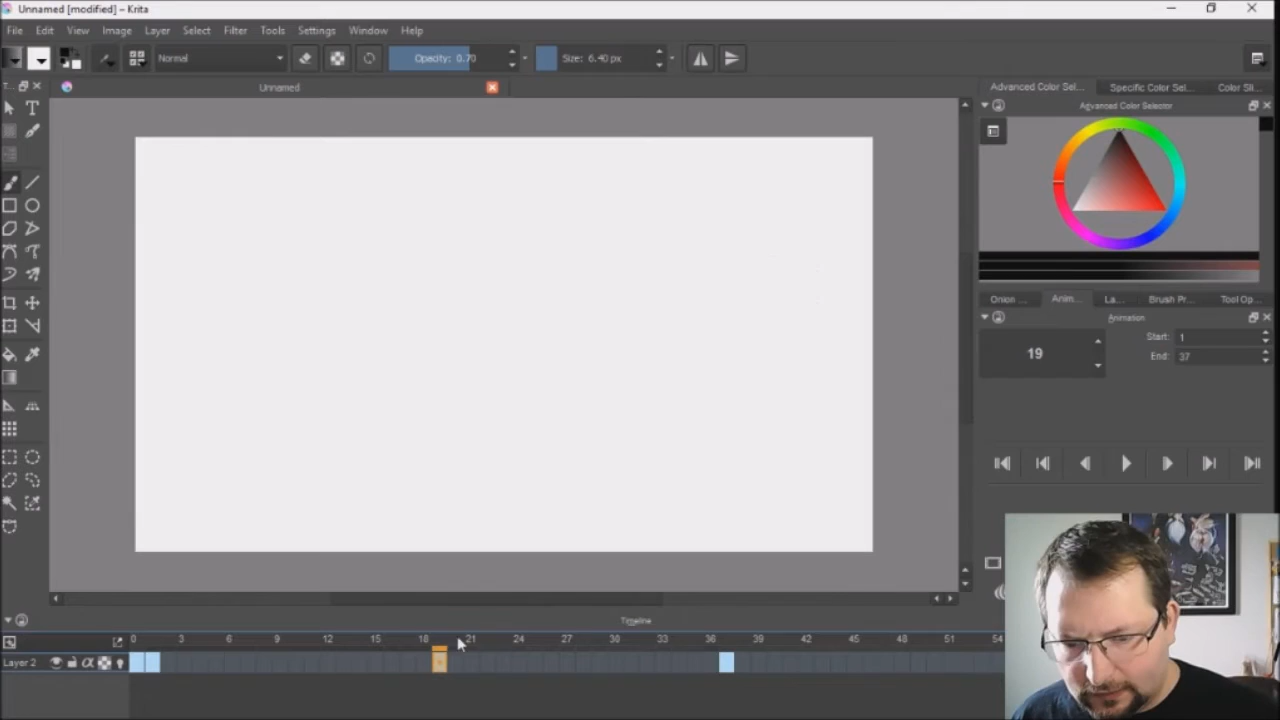 Unnamed [modified] – Krita
File Edit View Image Layer Select Filter Tools Settings Window Help
Normal Opacity: 0.70 Size: 6.40 px
T... Unnamed Advanced Color Sel... Specific Color Sel... Color Sli...
Advanced Color Selector
Onion ... Anim... La... Brush Pr... Tool Op...
Animation
19 Start: 1
End: 37
Timeline
0 3 6 9 12 15 18 21 24 27 30 33 36 39 42 45 48 51 54
Layer 2